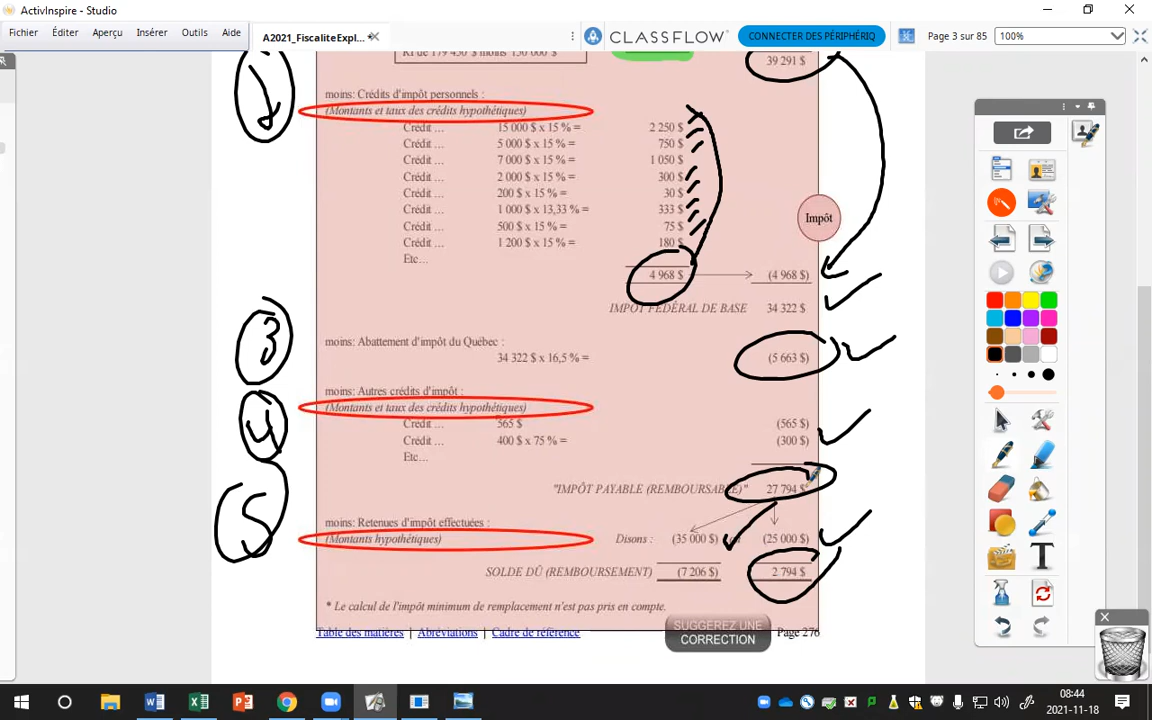 ActivInspire - Studio
Fichier Éditer Aperçu Insérer Outils Aide A2021_FiscaliteExpl... CLASSFLOW CONNECTER DES PÉRIPHÉRIQ Page 3 sur 85 100%
RI de 179 450 $ moins 150 000 $
39 291 $
2
moins: Crédits d'impôt personnels :
(Montants et taux des crédits hypothétiques)
Crédit ... 15 000 $ x 15 % = 2 250 $
Crédit ... 5 000 $ x 15 % = 750 $
Crédit ... 7 000 $ x 15 % = 1 050 $
Crédit ... 2 000 $ x 15 % = 300 $
Crédit ... 200 $ x 15 % = 30 $
Crédit ... 1 000 $ x 13,33 % = 333 $
Crédit ... 500 $ x 15 % = 75 $
Crédit ... 1 200 $ x 15 % = 180 $
Etc...
Impôt
4 968 $ (4 968 $)
IMPÔT FÉDÉRAL DE BASE 34 322 $
3
moins: Abattement d'impôt du Québec :
34 322 $ x 16,5 % = (5 663 $)
4
moins: Autres crédits d'impôt :
(Montants et taux des crédits hypothétiques)
Crédit ... 565 $ (565 $)
Crédit ... 400 $ x 75 % = (300 $)
Etc...
"IMPÔT PAYABLE (REMBOURSABLE)" 27 794 $
5
moins: Retenues d'impôt effectuées :
(Montants hypothétiques) Disons : (35 000 $) (25 000 $)
SOLDE DÛ (REMBOURSEMENT) (7 206 $) 2 794 $
* Le calcul de l'impôt minimum de remplacement n'est pas pris en compte.
Table des matières | Abréviations | Cadre de référence
SUGGÉREZ UNE
CORRECTION
Page 276
08:44
2021-11-18